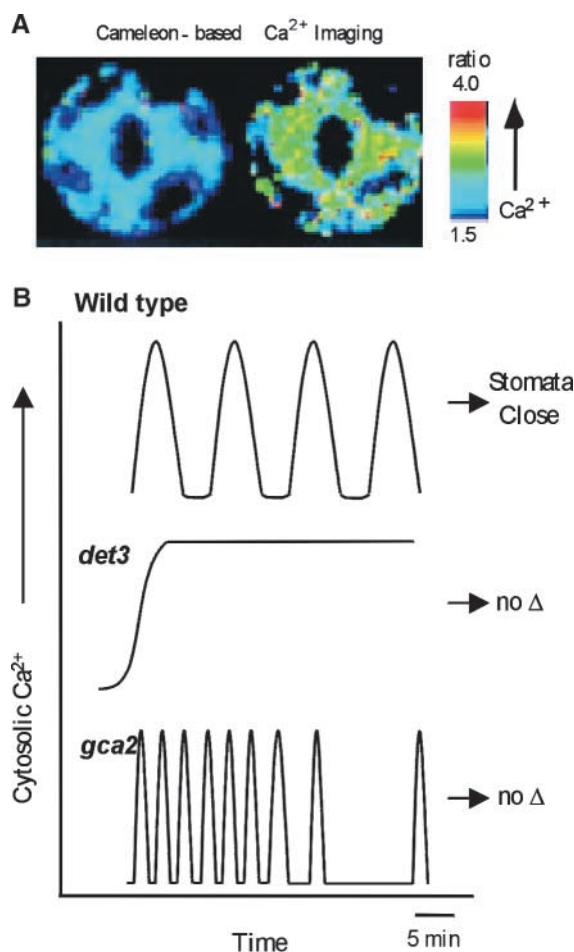 A
Cameleon - based Ca²⁺ Imaging
ratio
4.0
Ca²⁺
1.5
B
Wild type
Stomata
Close
det3
no Δ
gca2
no Δ
Cytosolic Ca²⁺
Time
5 min